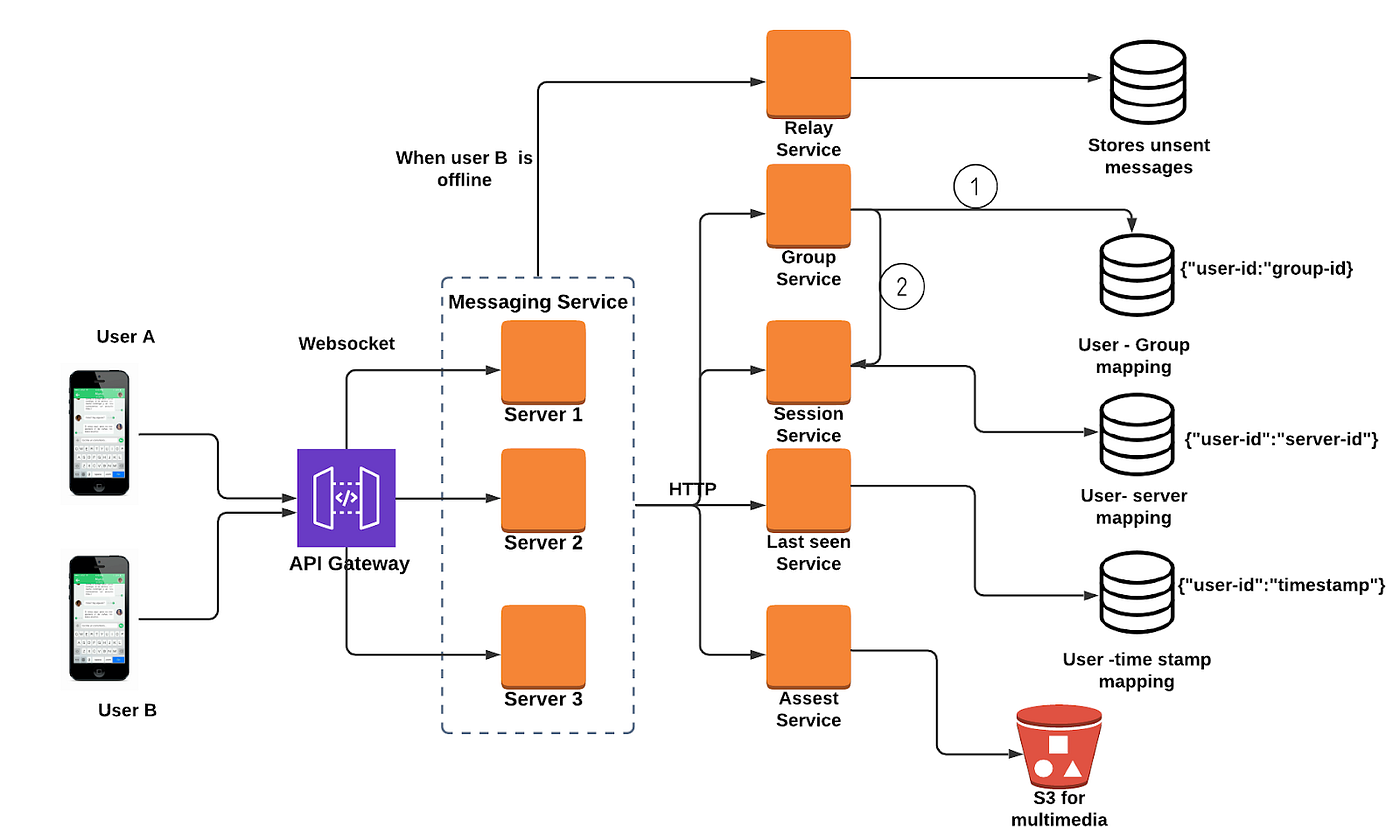 Relay
Service
Stores unsent
messages
When user B is
offline
1
Group
Service
{"user-id:"group-id}
2
User - Group
mapping
Messaging Service
User A
Websocket
Server 1
Session
Service
{"user-id":"server-id"}
User- server
mapping
HTTP
</>
API Gateway
Server 2
Last seen
Service
{"user-id":"timestamp"}
User -time stamp
mapping
User B
Server 3
Assest
Service
S3 for
multimedia